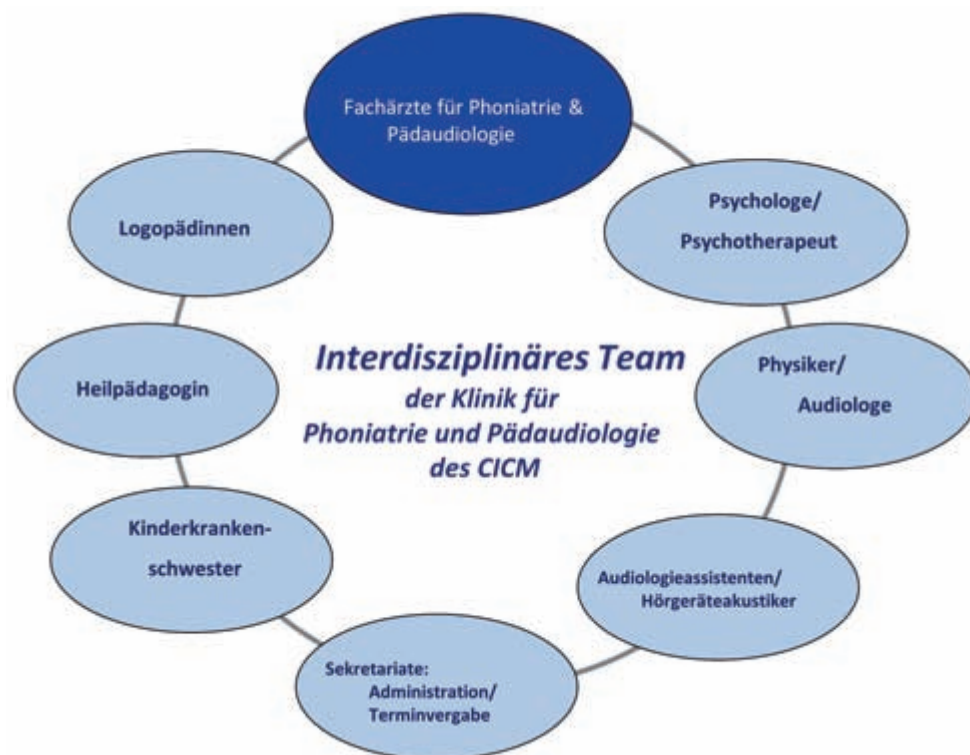 Fachärzte für Phoniatrie &
Pädaudiologie
Psychologe/
Psychotherapeut
Physiker/
Audiologe
Audiologieassistenten/
Hörgeräteakustiker
Sekretariate:
Administration/
Terminvergabe
Kinderkranken-
schwester
Heilpädagogin
Logopädinnen
Interdisziplinäres Team
der Klinik für
Phoniatrie und Pädaudiologie
des CICM